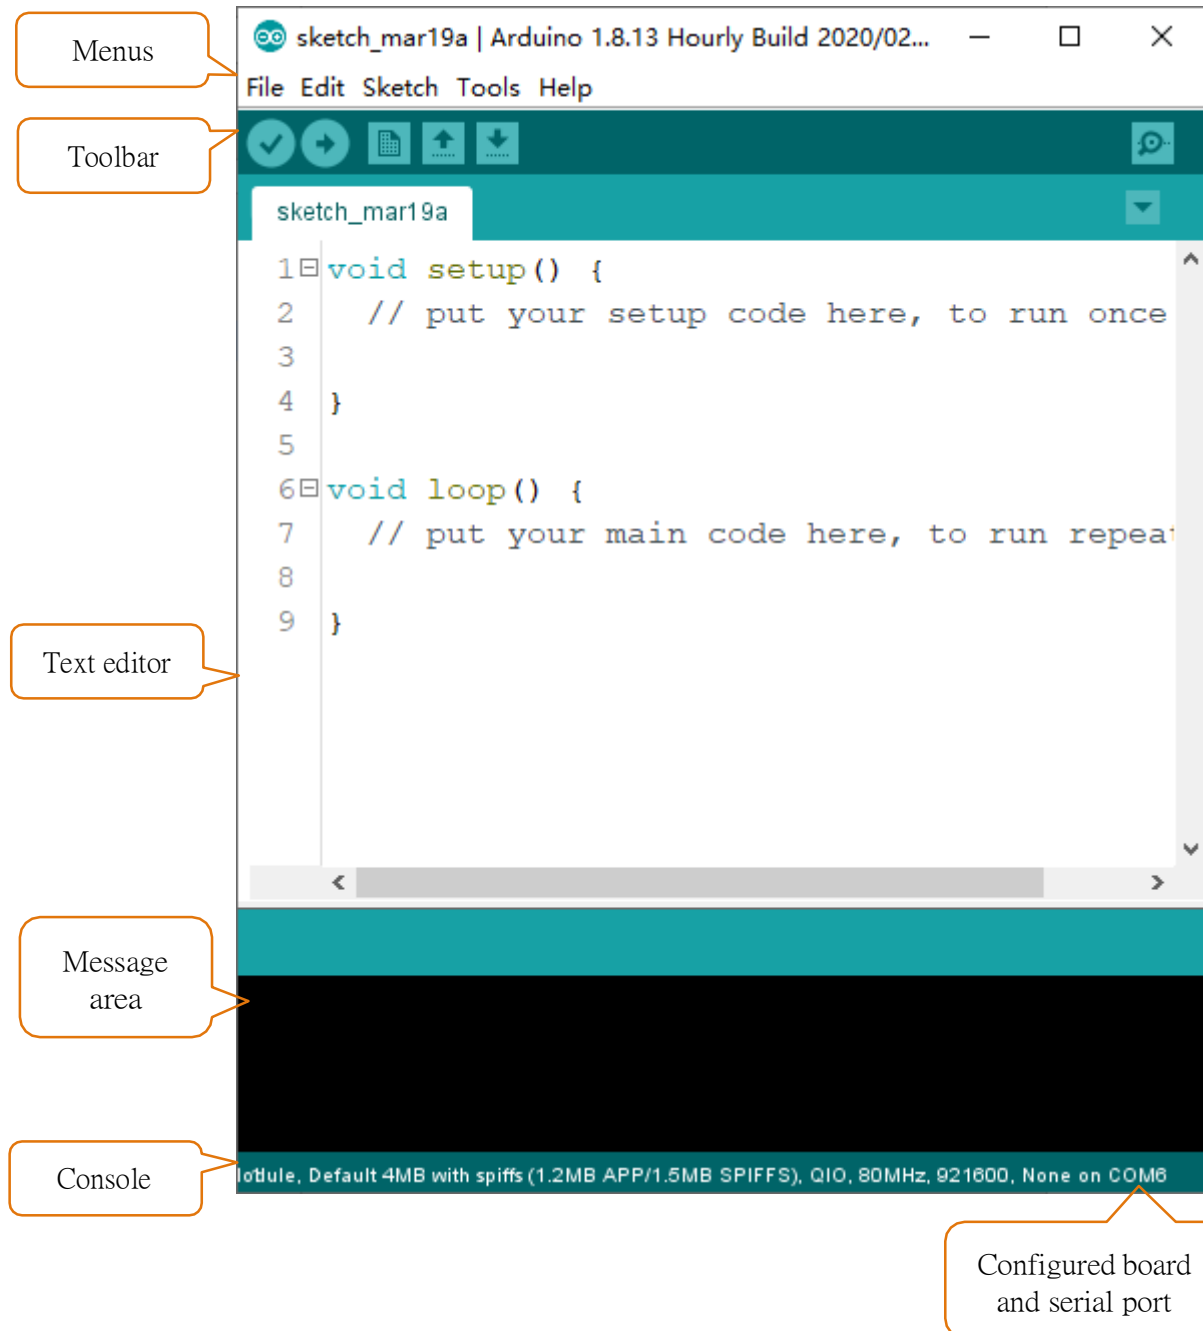 Menus
sketch_mar19a | Arduino 1.8.13 Hourly Build 2020/02...
File Edit Sketch Tools Help
Toolbar
sketch_mar19a
1 void setup() {
2 // put your setup code here, to run once
3
4 }
5
6 void loop() {
7 // put your main code here, to run repeat
8
9 }
Text editor
Message
area
Console
Default 4MB with spiffs (1.2MB APP/1.5MB SPIFFS), QIO, 80MHz, 921600, None on COM6
Configured board
and serial port